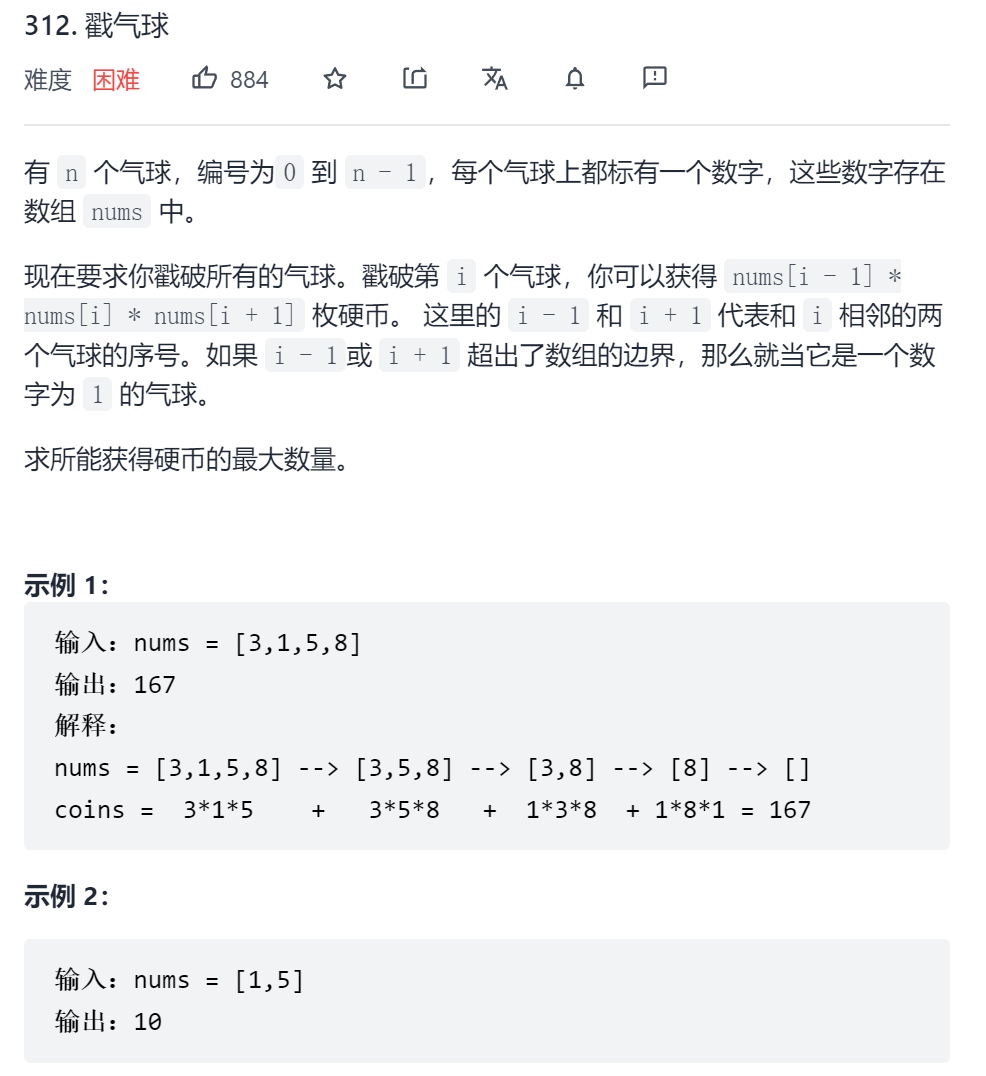 312. 戳气球
难度 困难 884
有 n 个气球，编号为 0 到 n - 1，每个气球上都标有一个数字，这些数字存在
数组 nums 中。
现在要求你戳破所有的气球。戳破第 i 个气球，你可以获得 nums[i - 1] *
nums[i] * nums[i + 1] 枚硬币。 这里的 i - 1 和 i + 1 代表和 i 相邻的两
个气球的序号。如果 i - 1 或 i + 1 超出了数组的边界，那么就当它是一个数
字为 1 的气球。
求所能获得硬币的最大数量。
示例 1：
输入：nums = [3,1,5,8]
输出：167
解释：
nums = [3,1,5,8] --> [3,5,8] --> [3,8] --> [8] --> []
coins =  3*1*5    +   3*5*8   +  1*3*8  + 1*8*1 = 167
示例 2：
输入：nums = [1,5]
输出：10